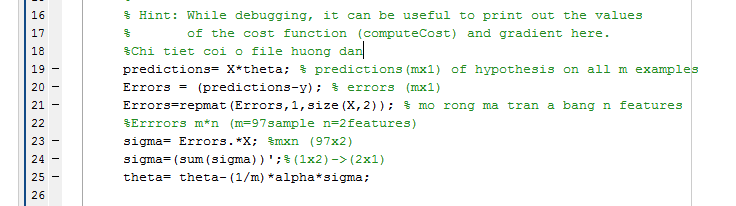 16 % Hint: While debugging, it can be useful to print out the values
17 % of the cost function (computeCost) and gradient here.
18 %Chi tiet coi o file huong dan
19 - predictions= X*theta; % predictions(mx1) of hypothesis on all m examples
20 - Errors = (predictions-y); % errors (mx1)
21 - Errors=repmat(Errors,1,size(X,2)); % mo rong ma tran a bang n features
22 %Errrors m*n (m=97sample n=2features)
23 - sigma= Errors.*X; %mxn (97x2)
24 - sigma=(sum(sigma))';%(1x2)->(2x1)
25 - theta= theta-(1/m)*alpha*sigma;
26